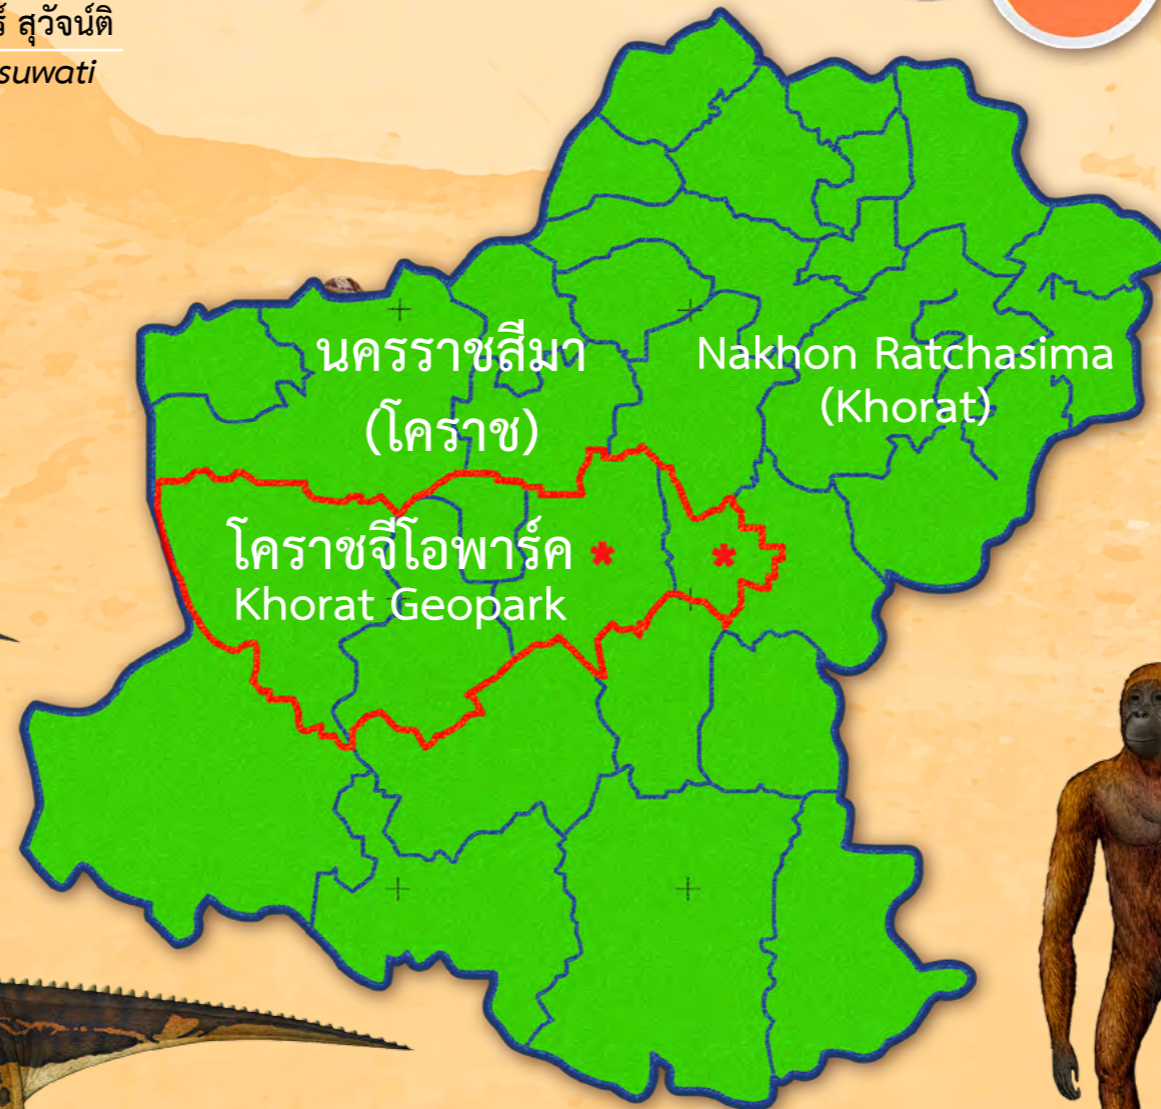 สุวัจน์ติ
suwati
นครราชสีมา
(โคราช)
Nakhon Ratchasima
(Khorat)
โคราชจีโอพาร์ค
Khorat Geopark